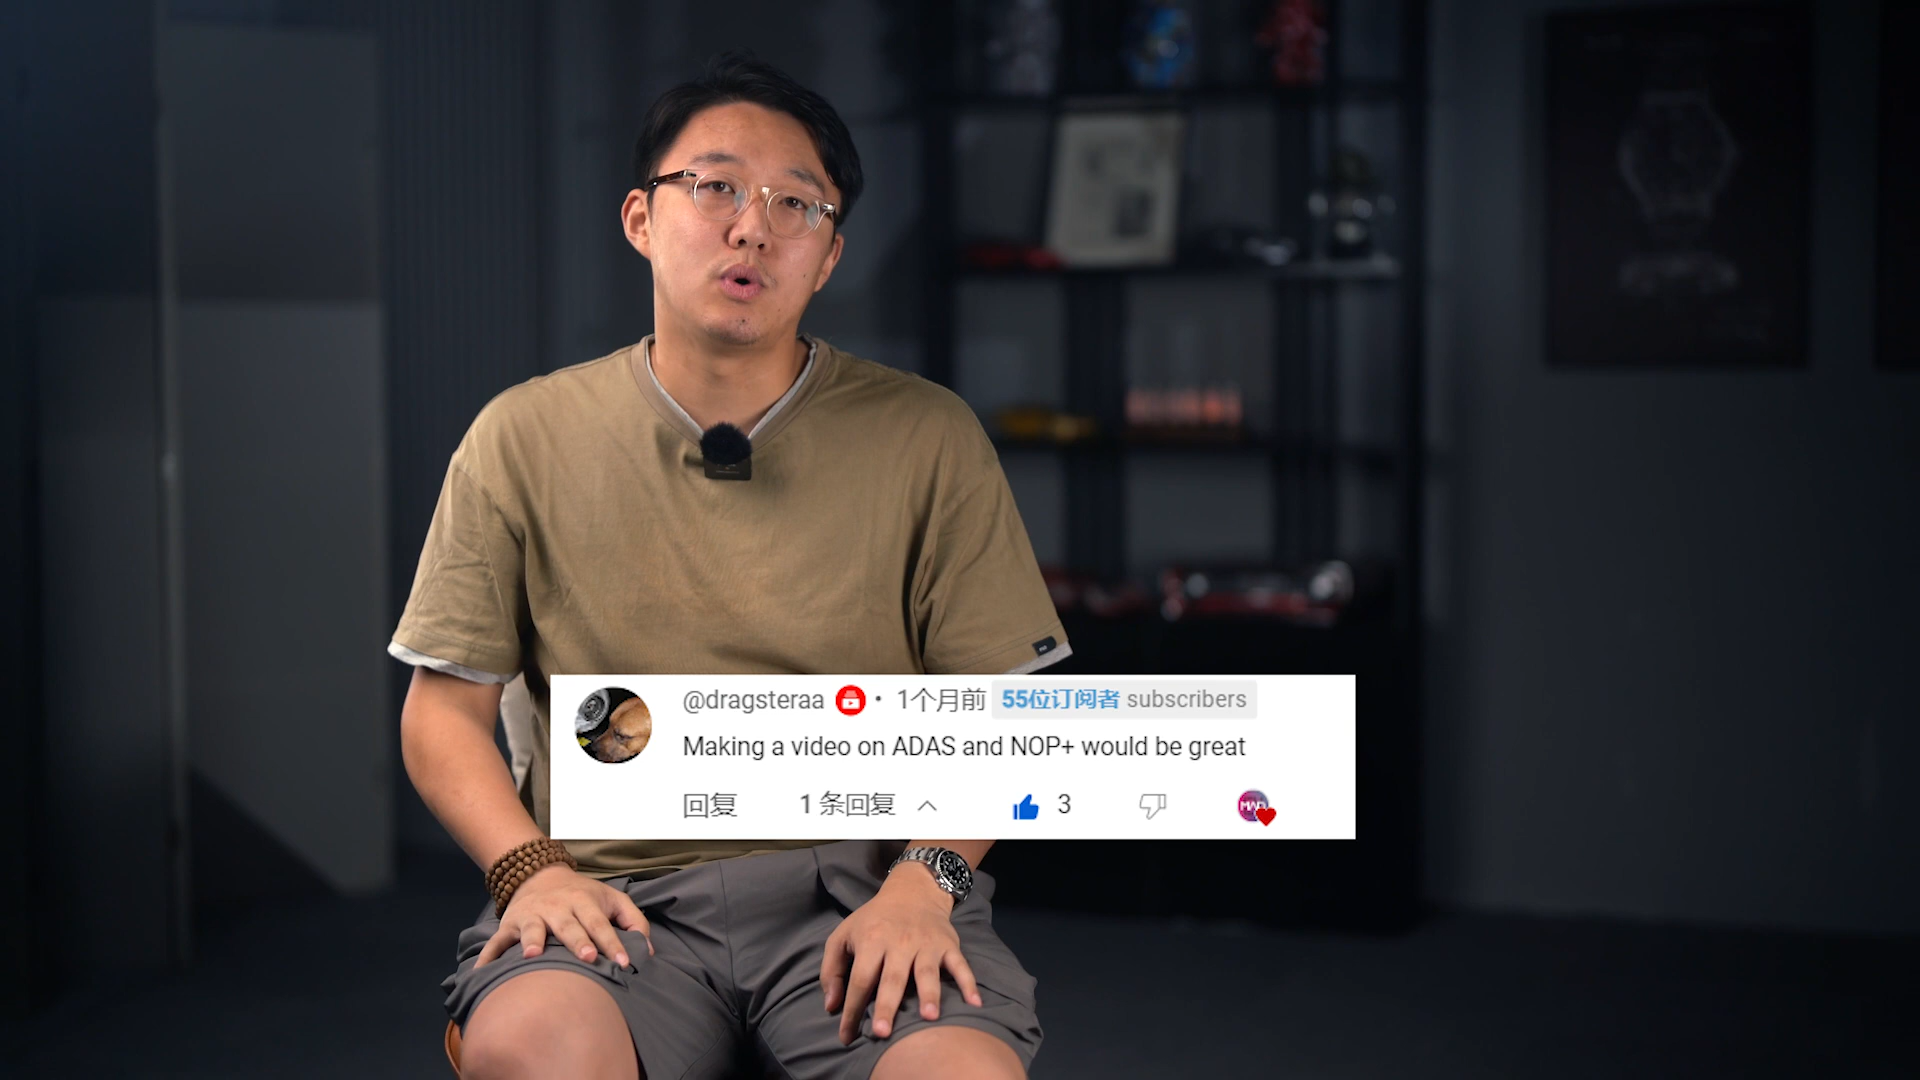 @dragsteraa • 1个月前 55位订阅者 subscribers
Making a video on ADAS and NOP+ would be great
回复 1 条回复 3
MAD